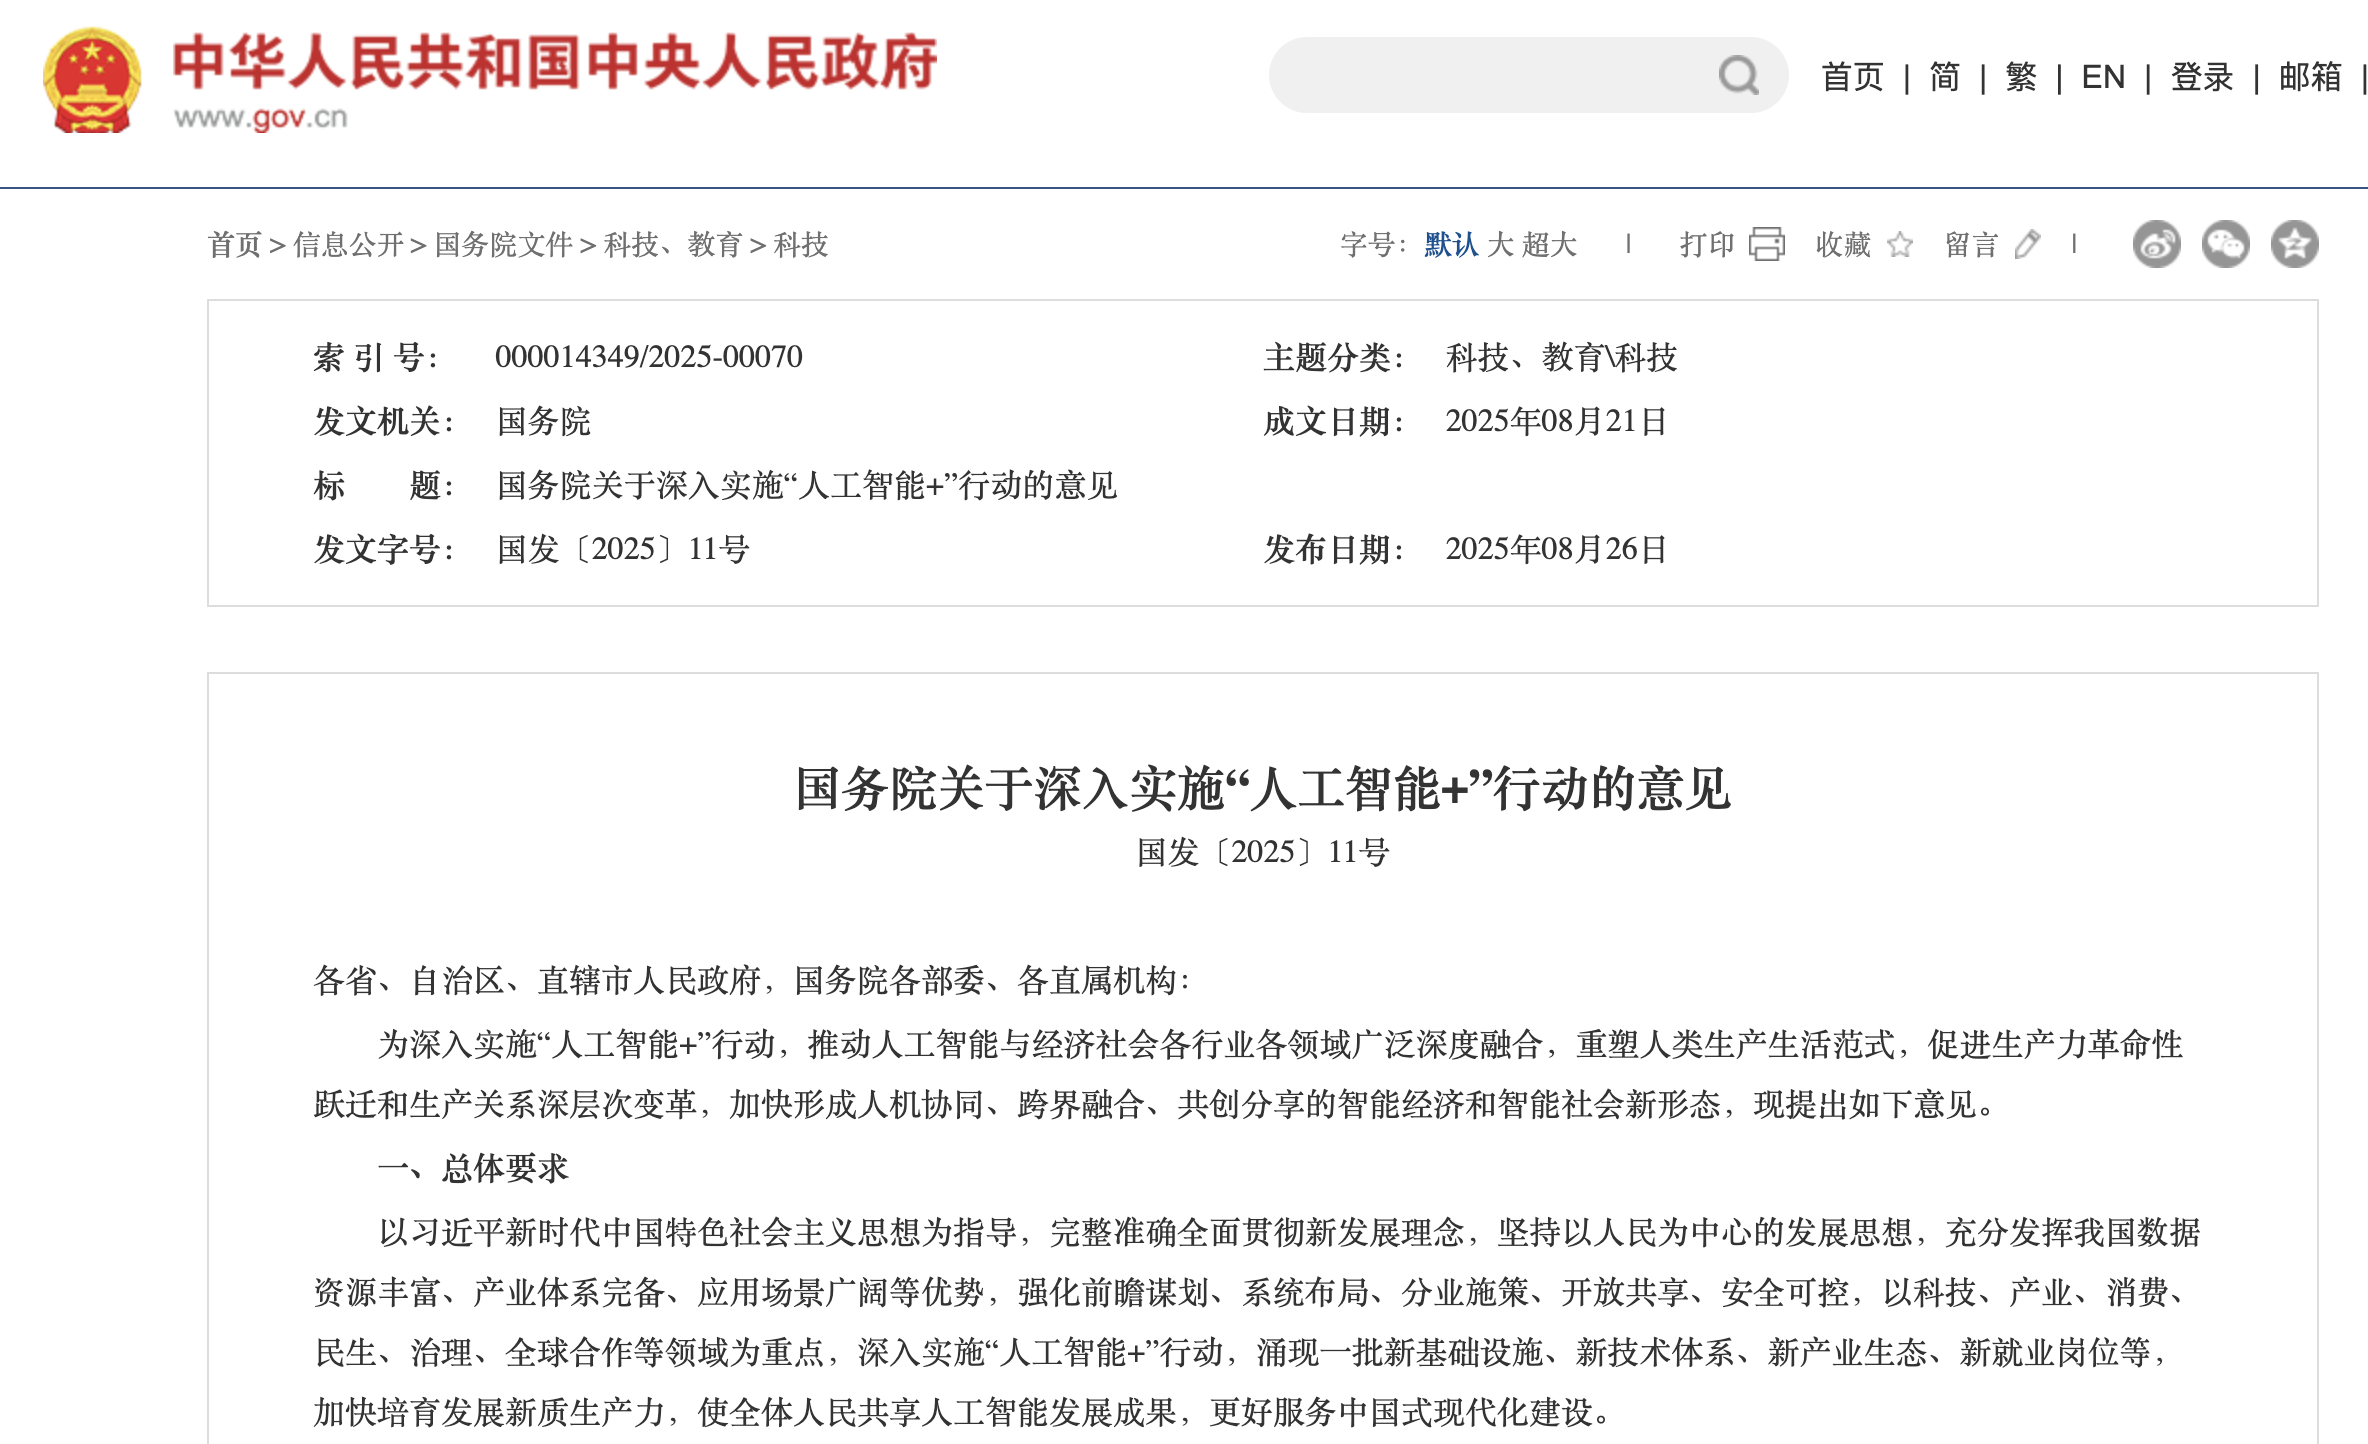 中华人民共和国中央人民政府
www.gov.cn
首页 | 简 | 繁 | EN | 登录 | 邮箱 |
首页 > 信息公开 > 国务院文件 > 科技、教育 > 科技
字号：默认 大 超大 | 打印 收藏 留言 |
索 引 号： 000014349/2025-00070
主题分类： 科技、教育\科技
发文机关： 国务院
成文日期： 2025年08月21日
标　　题： 国务院关于深入实施“人工智能+”行动的意见
发文字号： 国发〔2025〕11号
发布日期： 2025年08月26日
国务院关于深入实施“人工智能+”行动的意见
国发〔2025〕11号
各省、自治区、直辖市人民政府，国务院各部委、各直属机构：
为深入实施“人工智能+”行动，推动人工智能与经济社会各行业各领域广泛深度融合，重塑人类生产生活范式，促进生产力革命性
跃迁和生产关系深层次变革，加快形成人机协同、跨界融合、共创分享的智能经济和智能社会新形态，现提出如下意见。
一、总体要求
以习近平新时代中国特色社会主义思想为指导，完整准确全面贯彻新发展理念，坚持以人民为中心的发展思想，充分发挥我国数据
资源丰富、产业体系完备、应用场景广阔等优势，强化前瞻谋划、系统布局、分业施策、开放共享、安全可控，以科技、产业、消费、
民生、治理、全球合作等领域为重点，深入实施“人工智能+”行动，涌现一批新基础设施、新技术体系、新产业生态、新就业岗位等，
加快培育发展新质生产力，使全体人民共享人工智能发展成果，更好服务中国式现代化建设。